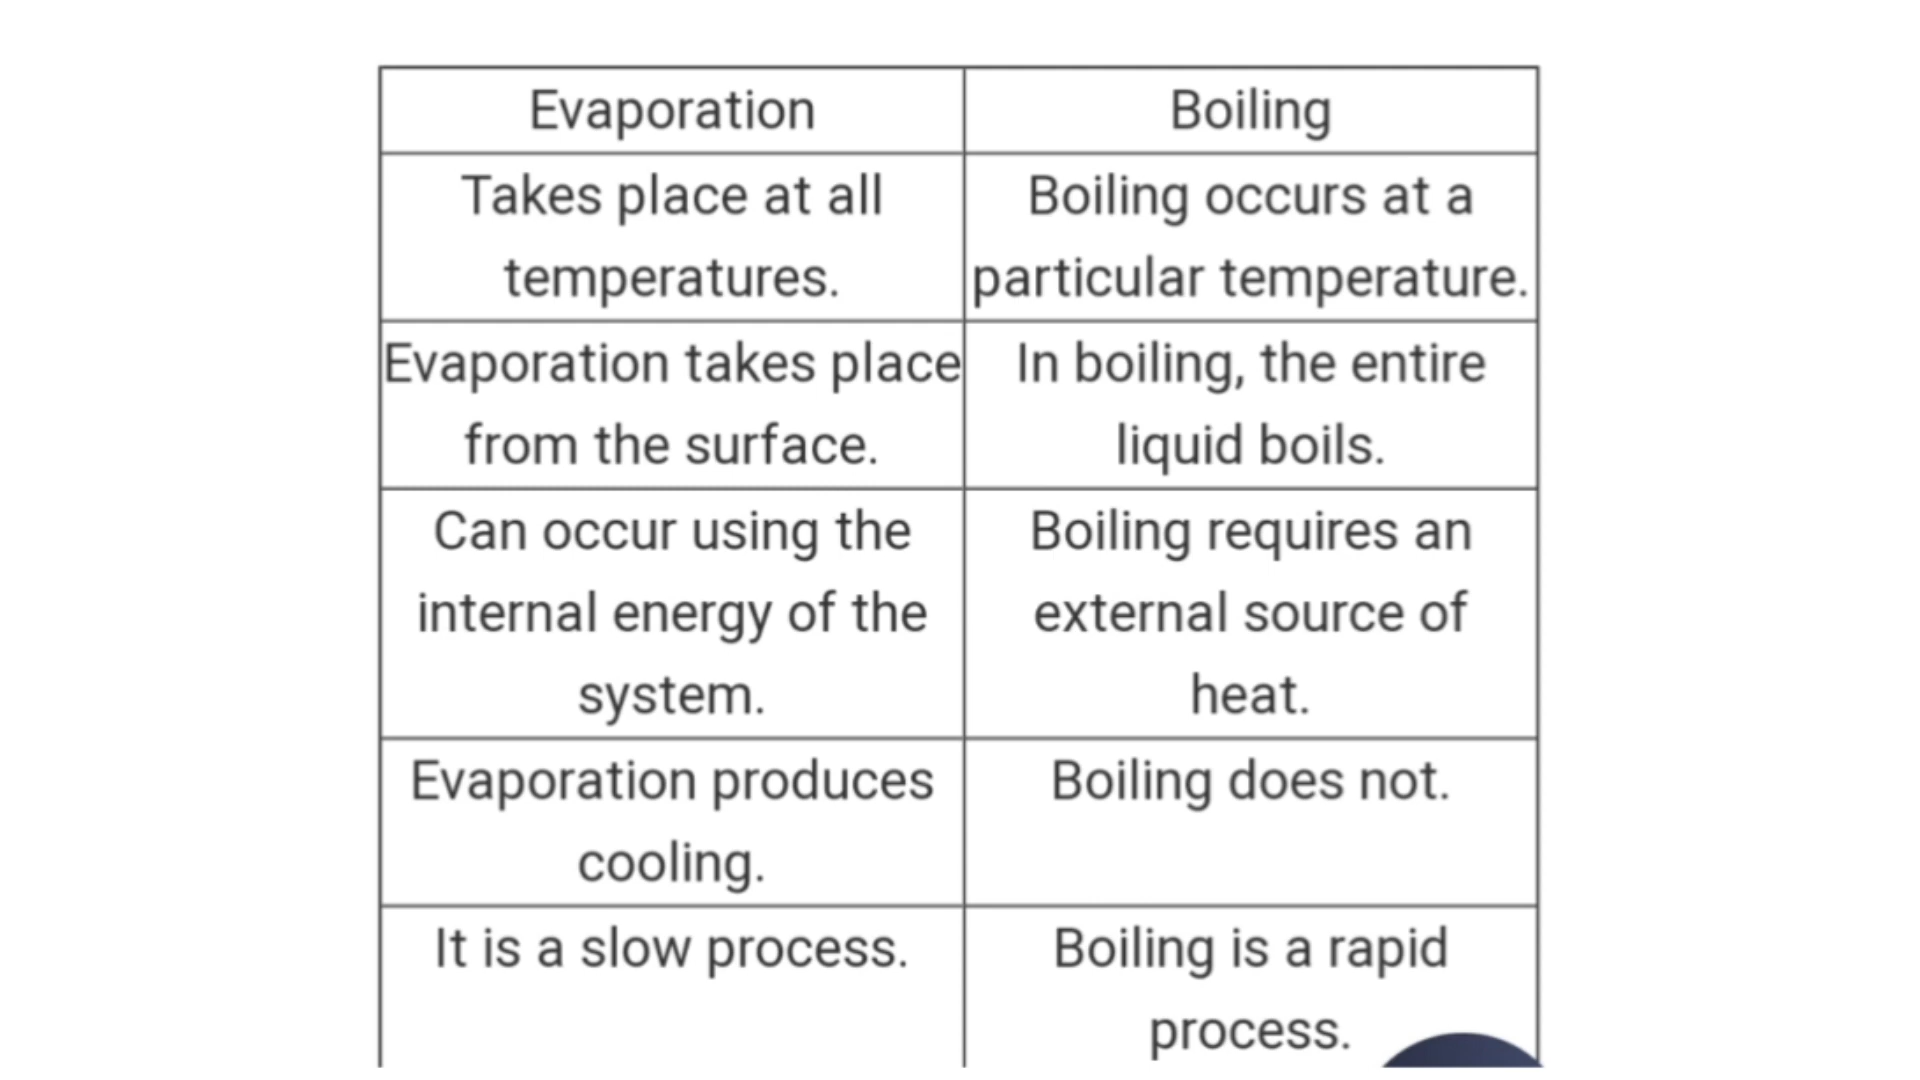 Evaporation
Boiling
Takes place at all
temperatures.
Boiling occurs at a
particular temperature.
Evaporation takes place
from the surface.
In boiling, the entire
liquid boils.
Can occur using the
internal energy of the
system.
Boiling requires an
external source of
heat.
Evaporation produces
cooling.
Boiling does not.
It is a slow process.
Boiling is a rapid
process.